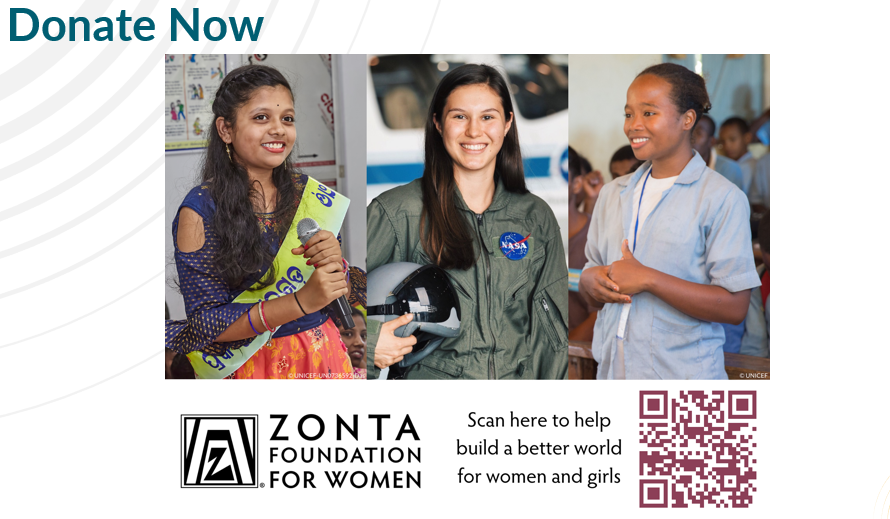 Donate Now
NASA
© UNICEF
ZONTA
FOUNDATION
FOR WOMEN
Scan here to help
build a better world
for women and girls